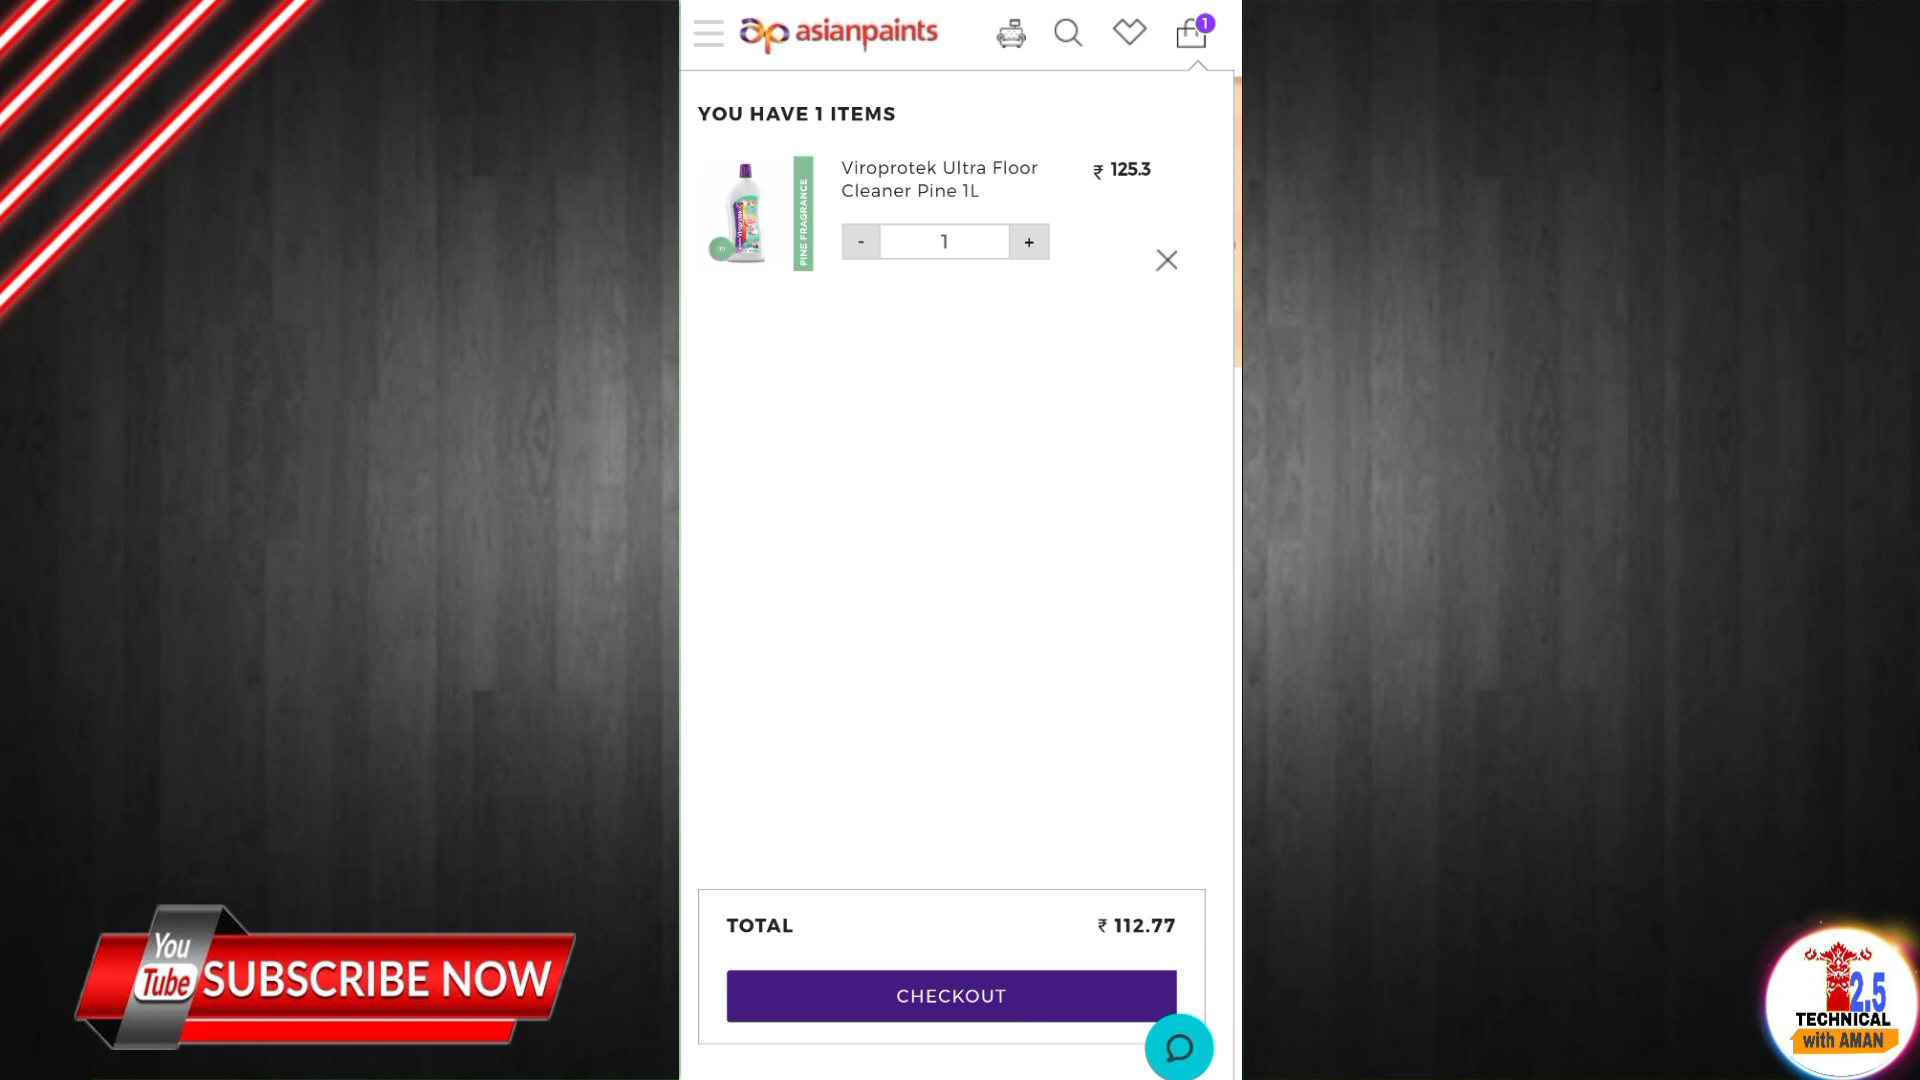 asianpaints
1
YOU HAVE 1 ITEMS
PINE FRAGRANCE
Viroprotek Ultra Floor
Cleaner Pine 1L
₹ 125.3
- 1 +
TOTAL
₹ 112.77
CHECKOUT
You
Tube
SUBSCRIBE NOW
2.5
TECHNICAL
with AMAN